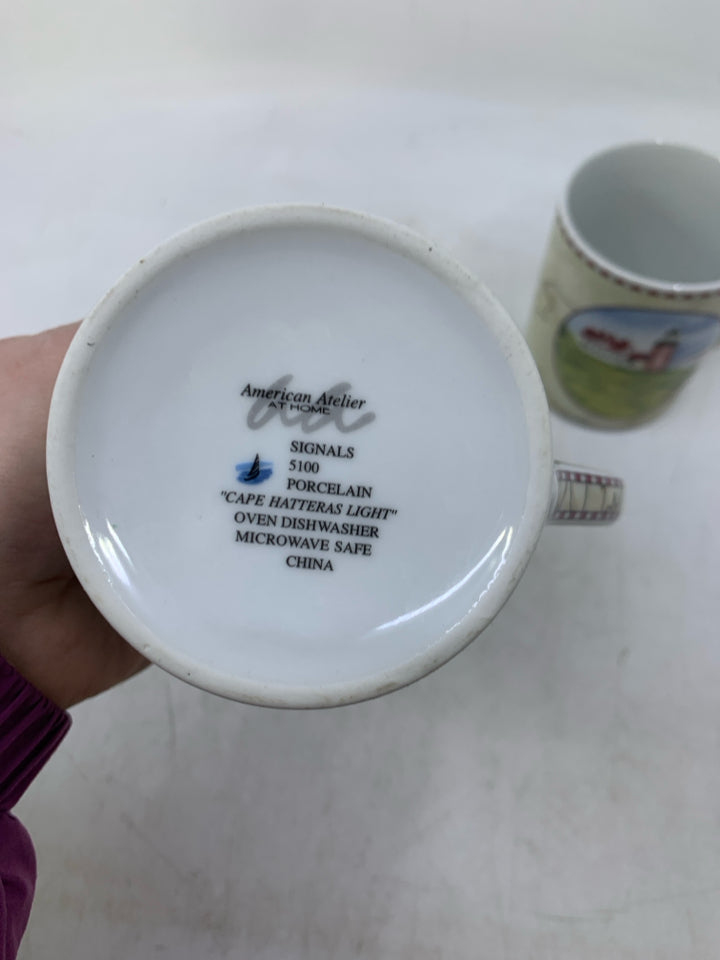 American Atelier
AT HOME
SIGNALS
5100
PORCELAIN
"CAPE HATTERAS LIGHT"
OVEN DISHWASHER
MICROWAVE SAFE
CHINA